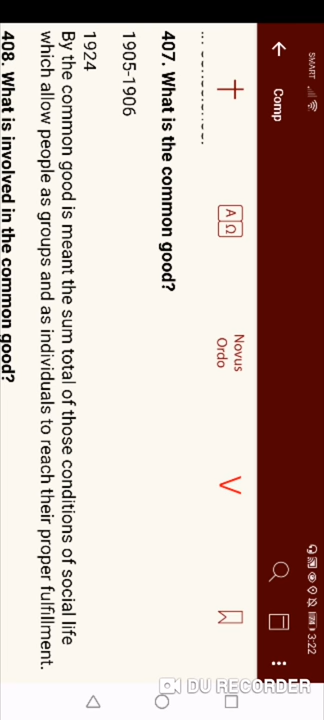 SMART
3:22
Comp
A Ω
Novus
Ordo
V
407. What is the common good?
1905-1906
1924
By the common good is meant the sum total of those conditions of social life
which allow people as groups and as individuals to reach their proper fulfillment.
408. What is involved in the common good?
DU RECORDER